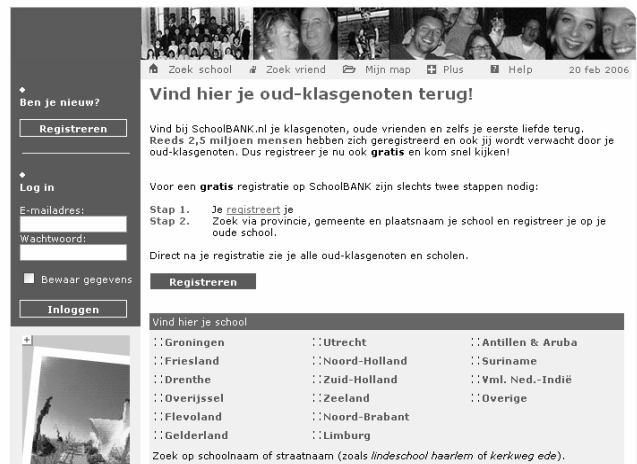 Zoek school Zoek vriend Mijn map Plus Help 20 feb 2006
Ben je nieuw?
Registreren
Log in
E-mailadres:
Wachtwoord:
Bewaar gegevens
Inloggen
Vind hier je oud-klasgenoten terug!
Vind bij SchoolBANK.nl je klasgenoten, oude vrienden en zelfs je eerste liefde terug.
Reeds 2,5 miljoen mensen hebben zich geregistreerd en ook jij wordt verwacht door je
oud-klasgenoten. Dus registreer je nu ook gratis en kom snel kijken!
Voor een gratis registratie op SchoolBANK zijn slechts twee stappen nodig:
Stap 1. Je registreert je
Stap 2. Zoek via provincie, gemeente en plaatsnaam je school en registreer je op je
oude school.
Direct na je registratie zie je alle oud-klasgenoten en scholen.
Registreren
Vind hier je school
Groningen Utrecht Antillen & Aruba
Friesland Noord-Holland Suriname
Drenthe Zuid-Holland Vml. Ned.-Indië
Overijssel Zeeland Overige
Flevoland Noord-Brabant
Gelderland Limburg
Zoek op schoolnaam of straatnaam (zoals lindeschool haarlem of kerkweg ede).